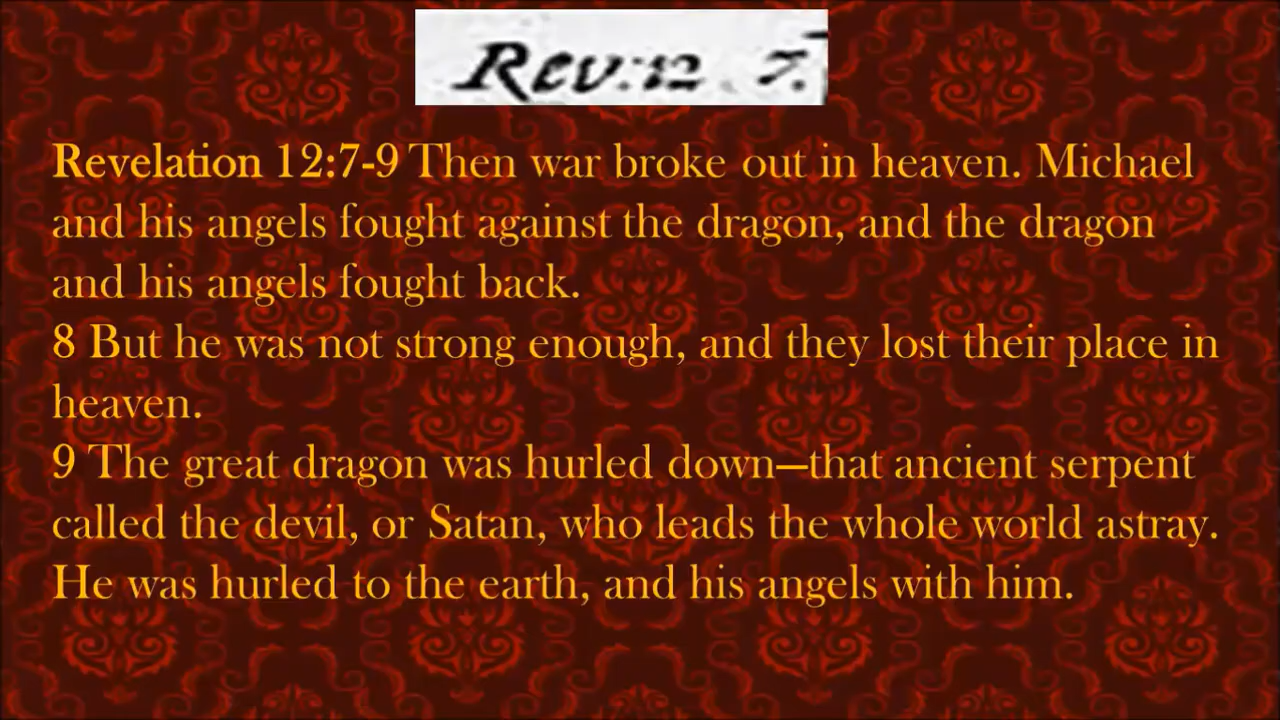 Rev: 12 7.
Revelation 12:7-9 Then war broke out in heaven. Michael
and his angels fought against the dragon, and the dragon
and his angels fought back.
8 But he was not strong enough, and they lost their place in
heaven.
9 The great dragon was hurled down—that ancient serpent
called the devil, or Satan, who leads the whole world astray.
He was hurled to the earth, and his angels with him.